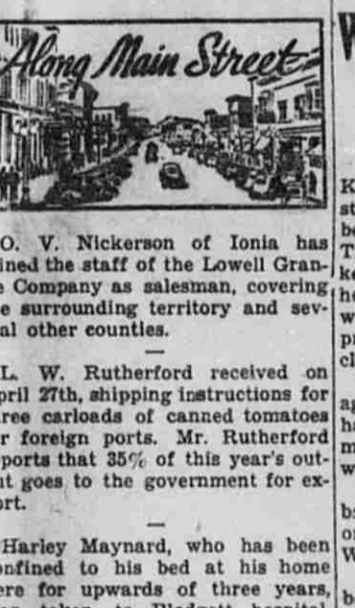 Along Main Street
O. V. Nickerson of Ionia has
ined the staff of the Lowell Gran-
e Company as salesman, covering
e surrounding territory and sev-
al other counties.
L. W. Rutherford received on
pril 27th, shipping instructions for
ree carloads of canned tomatoes
r foreign ports. Mr. Rutherford
ports that 35% of this year's out-
ut goes to the government for ex-
ort.
Harley Maynard, who has been
onfined to his bed at his home
ere for upwards of three years,